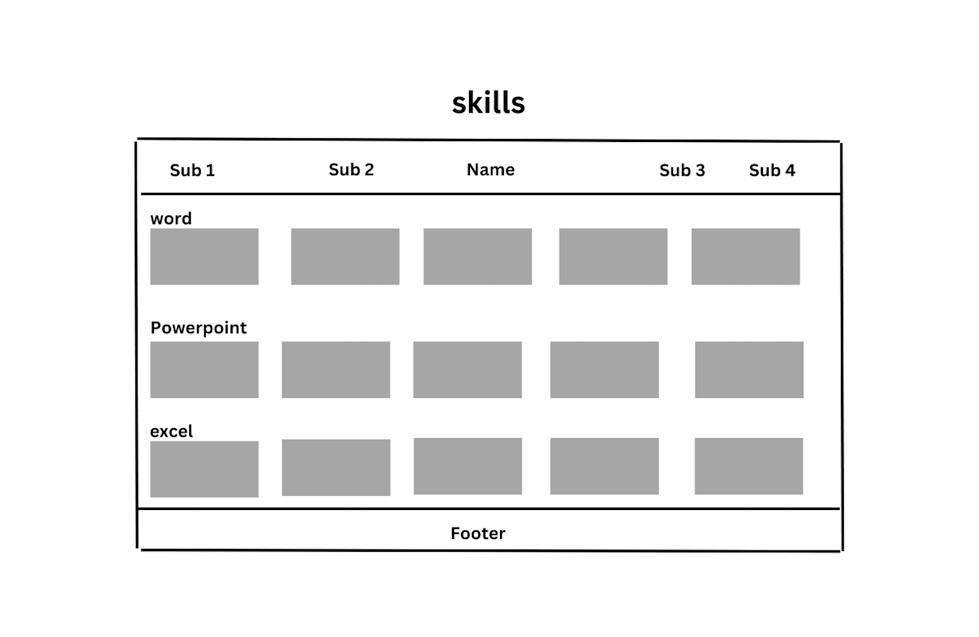 skills
Sub 1 Sub 2 Name Sub 3 Sub 4
word
Powerpoint
excel
Footer